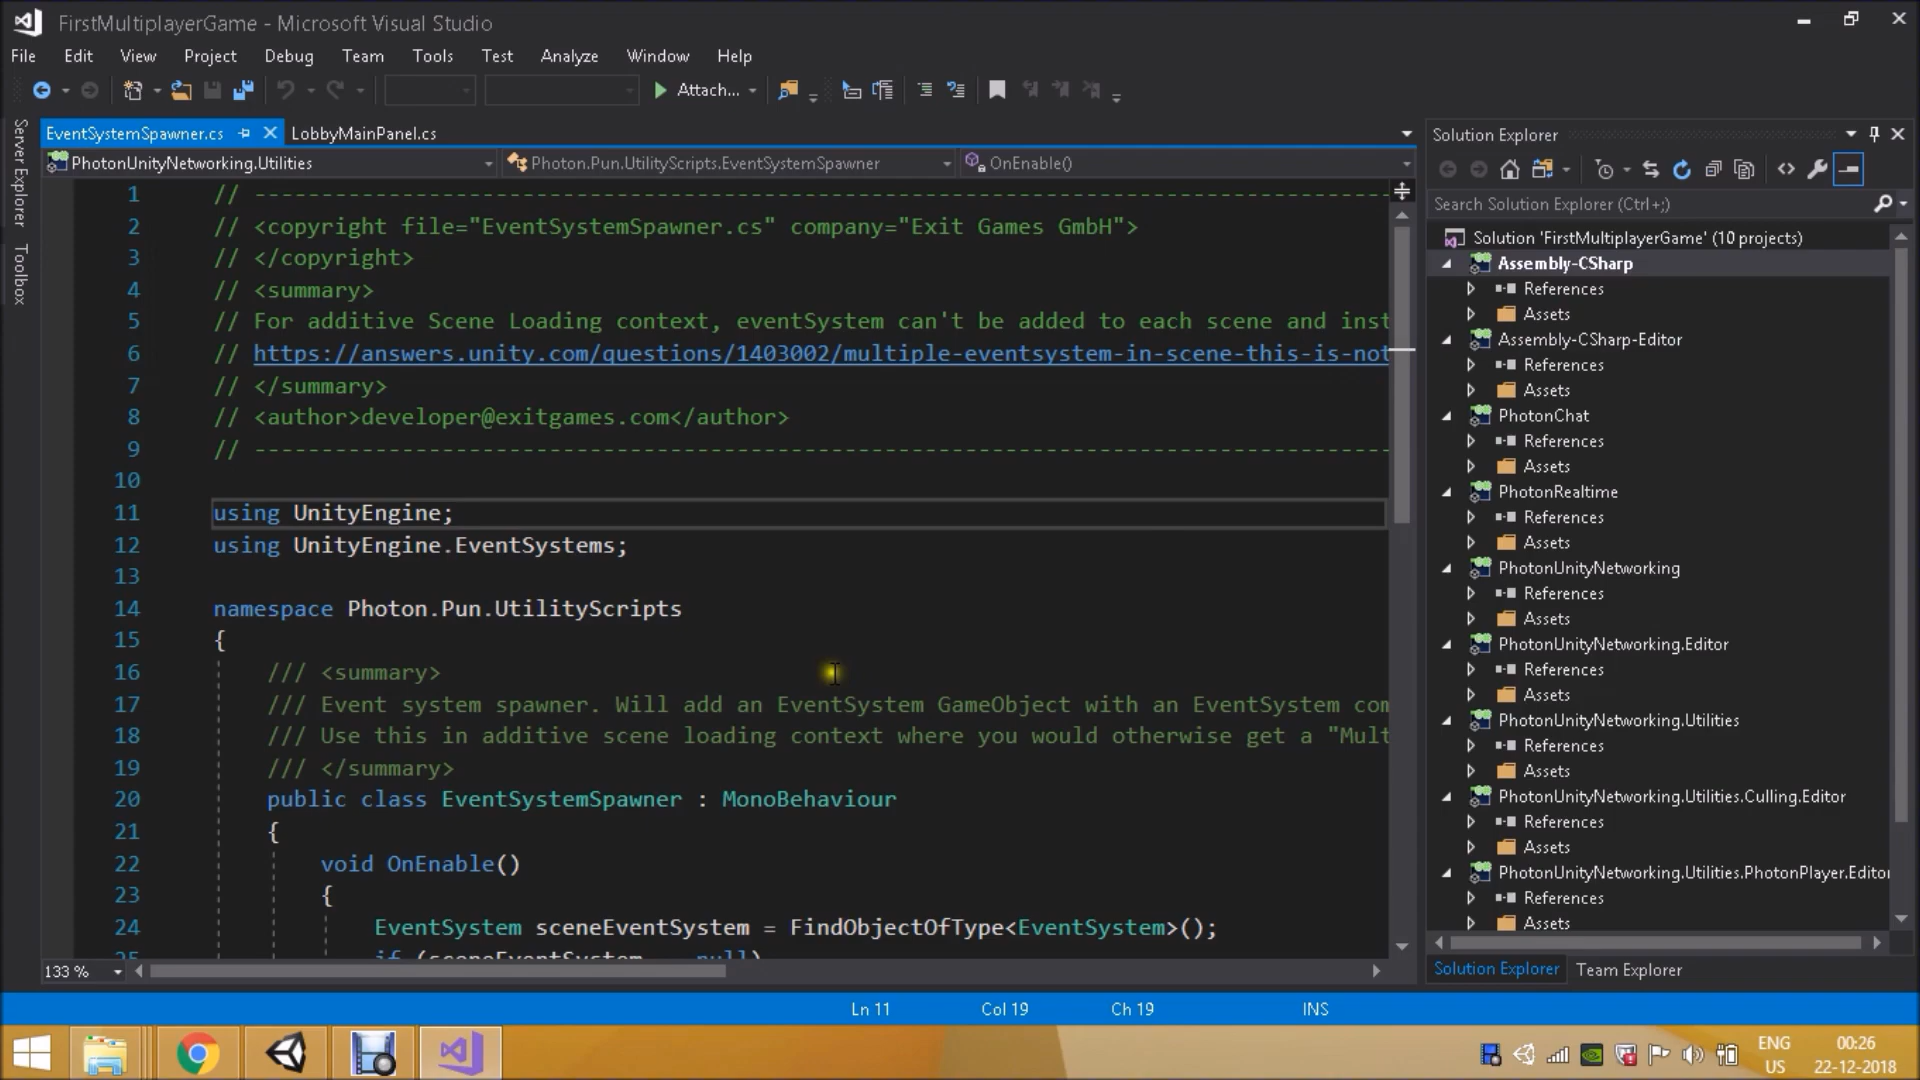 FirstMultiplayerGame - Microsoft Visual Studio
File Edit View Project Debug Team Tools Test Analyze Window Help
Attach...
Server Explorer
Toolbox
EventSystemSpawner.cs
LobbyMainPanel.cs
PhotonUnityNetworking.Utilities
Photon.Pun.UtilityScripts.EventSystemSpawner
OnEnable()
1 // ----------------------------------------------------------------------------------
2 // <copyright file="EventSystemSpawner.cs" company="Exit Games GmbH">
3 // </copyright>
4 // <summary>
5 // For additive Scene Loading context, eventSystem can't be added to each scene and inst
6 // https://answers.unity.com/questions/1403002/multiple-eventsystem-in-scene-this-is-not
7 // </summary>
8 // <author>developer@exitgames.com</author>
9 // ----------------------------------------------------------------------------------
10
11 using UnityEngine;
12 using UnityEngine.EventSystems;
13
14 namespace Photon.Pun.UtilityScripts
15 {
16 /// <summary>
17 /// Event system spawner. Will add an EventSystem GameObject with an EventSystem com
18 /// Use this in additive scene loading context where you would otherwise get a "Mult
19 /// </summary>
20 public class EventSystemSpawner : MonoBehaviour
21 {
22 void OnEnable()
23 {
24 EventSystem sceneEventSystem = FindObjectOfType<EventSystem>();
133 %
Solution Explorer
Search Solution Explorer (Ctrl+;)
Solution 'FirstMultiplayerGame' (10 projects)
Assembly-CSharp
References
Assets
Assembly-CSharp-Editor
References
Assets
PhotonChat
References
Assets
PhotonRealtime
References
Assets
PhotonUnityNetworking
References
Assets
PhotonUnityNetworking.Editor
References
Assets
PhotonUnityNetworking.Utilities
References
Assets
PhotonUnityNetworking.Utilities.Culling.Editor
References
Assets
PhotonUnityNetworking.Utilities.PhotonPlayer.Editor
References
Assets
Solution Explorer
Team Explorer
Ln 11 Col 19 Ch 19 INS
ENG
US
00:26
22-12-2018